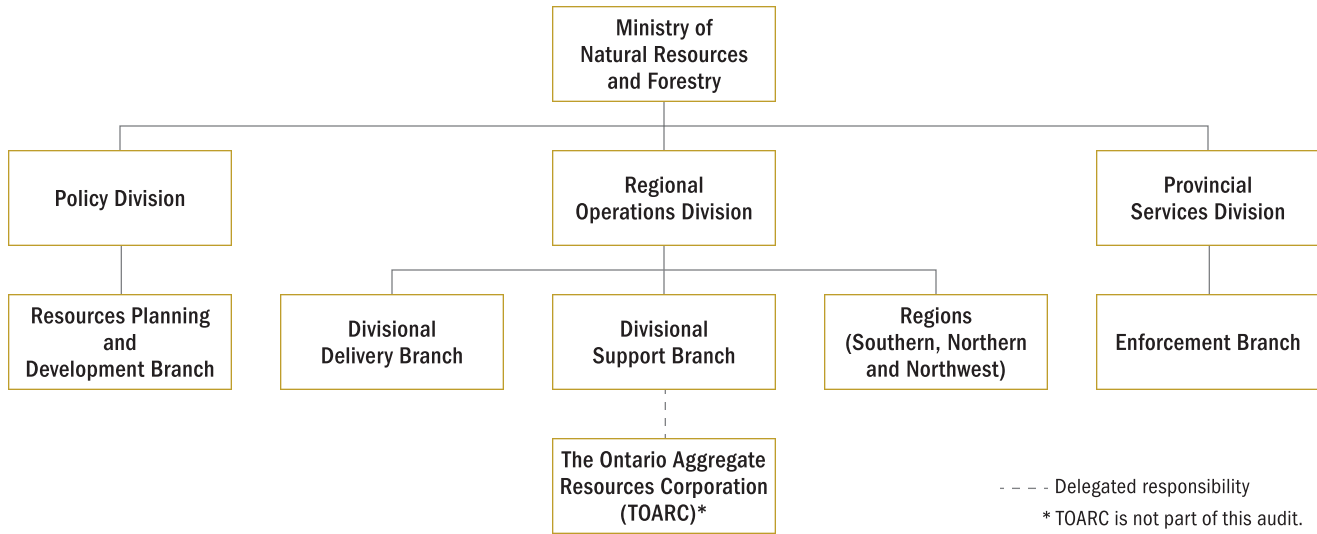 Ministry of
Natural Resources
and Forestry
Policy Division
Regional
Operations Division
Provincial
Services Division
Resources Planning
and
Development Branch
Divisional
Delivery Branch
Divisional
Support Branch
Regions
(Southern, Northern
and Northwest)
Enforcement Branch
The Ontario Aggregate
Resources Corporation
(TOARC)*
Delegated responsibility
* TOARC is not part of this audit.